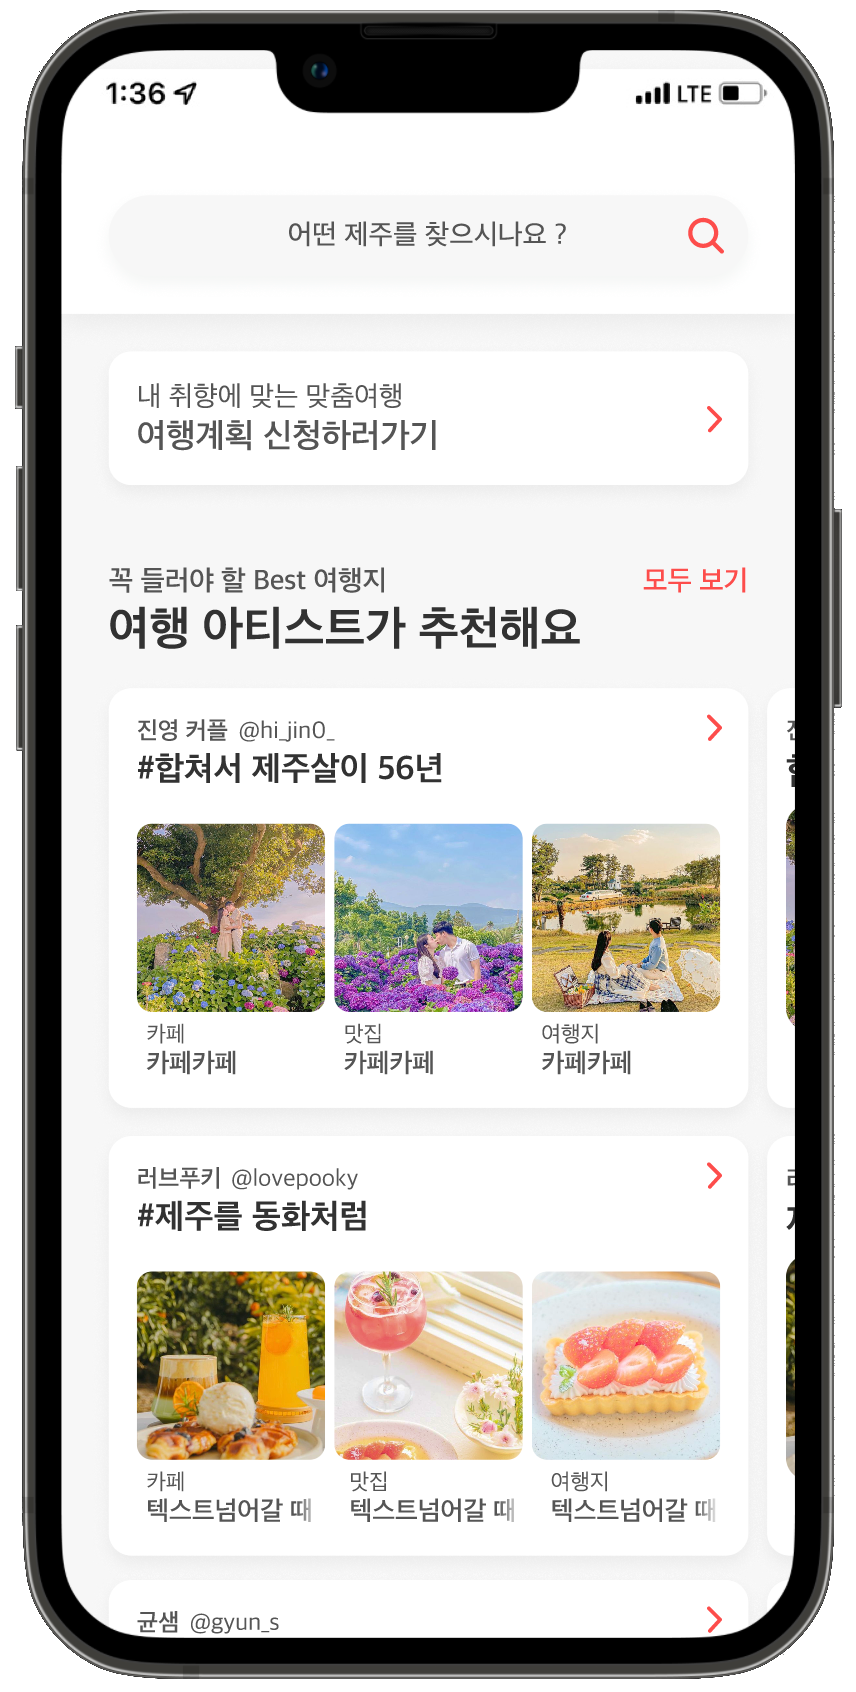 1:36 LTE
어떤 제주를 찾으시나요 ?
내 취향에 맞는 맞춤여행
여행계획 신청하러가기
꼭 들러야 할 Best 여행지 모두 보기
여행 아티스트가 추천해요
진영 커플 @hi_jin0_
#합쳐서 제주살이 56년
카페 맛집 여행지
카페카페 카페카페 카페카페
러브푸키 @lovepooky
#제주를 동화처럼
카페 맛집 여행지
텍스트넘어갈 때 텍스트넘어갈 때 텍스트넘어갈 때
균샘 @gyun_s